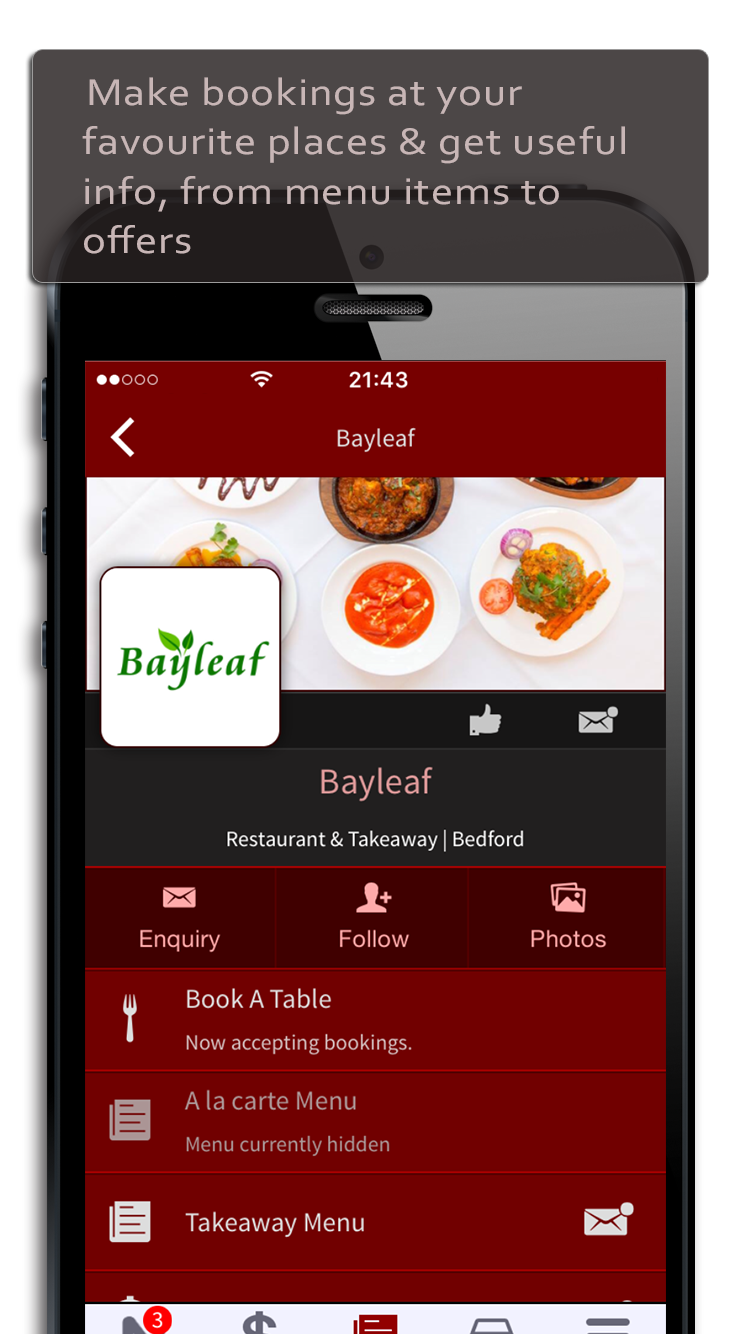 Make bookings at your
favourite places & get useful
info, from menu items to
offers
21:43
Bayleaf
Bayleaf
Bayleaf
Restaurant & Takeaway | Bedford
Enquiry Follow Photos
Book A Table
Now accepting bookings.
A la carte Menu
Menu currently hidden
Takeaway Menu
3